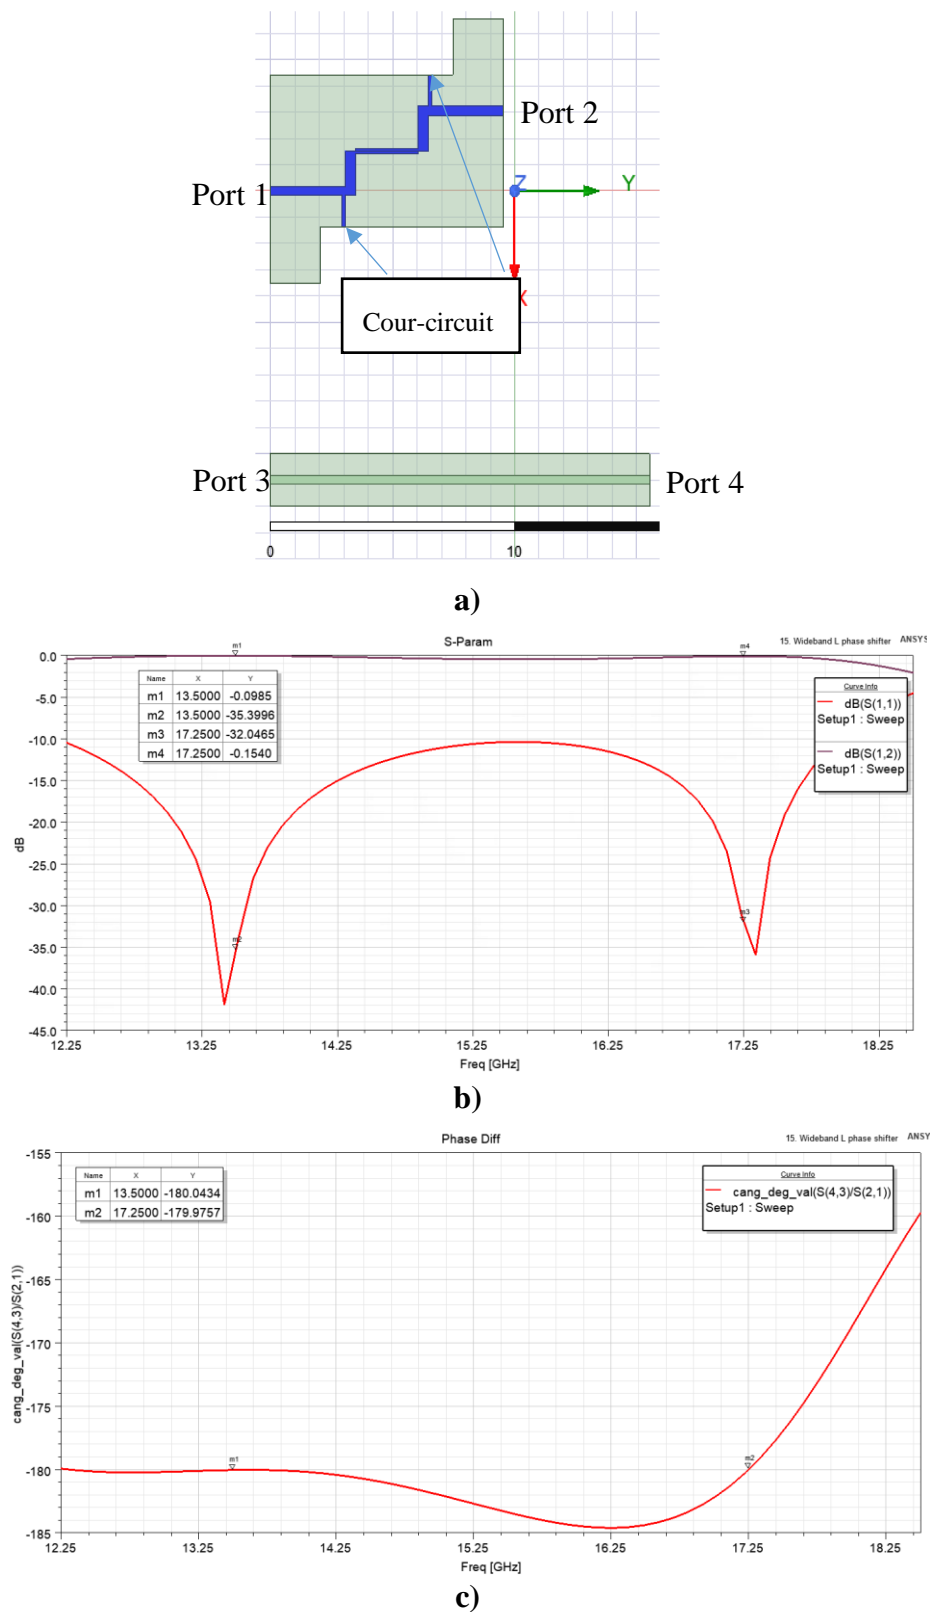 Port 2
Z
Y
Port 1
X
Cour-circuit
Port 3
Port 4
0
10
a)
S-Param
15. Wideband L phase shifter
ANSYS
m1
m4
0.0
-5.0
-10.0
-15.0
-20.0
-25.0
-30.0
-35.0
-40.0
-45.0
dB
Name X Y
m1 13.5000 -0.0985
m2 13.5000 -35.3996
m3 17.2500 -32.0465
m4 17.2500 -0.1540
Curve Info
dB(S(1,1))
Setup1 : Sweep
dB(S(1,2))
Setup1 : Sweep
m2
m3
12.25 13.25 14.25 15.25 16.25 17.25 18.25
Freq [GHz]
b)
Phase Diff
15. Wideband L phase shifter
ANSY
-155
-160
-165
-170
-175
-180
-185
cang_deg_val(S(4,3)/S(2,1))
Name X Y
m1 13.5000 -180.0434
m2 17.2500 -179.9757
Curve Info
cang_deg_val(S(4,3)/S(2,1))
Setup1 : Sweep
m1
m2
12.25 13.25 14.25 15.25 16.25 17.25 18.25
Freq [GHz]
c)